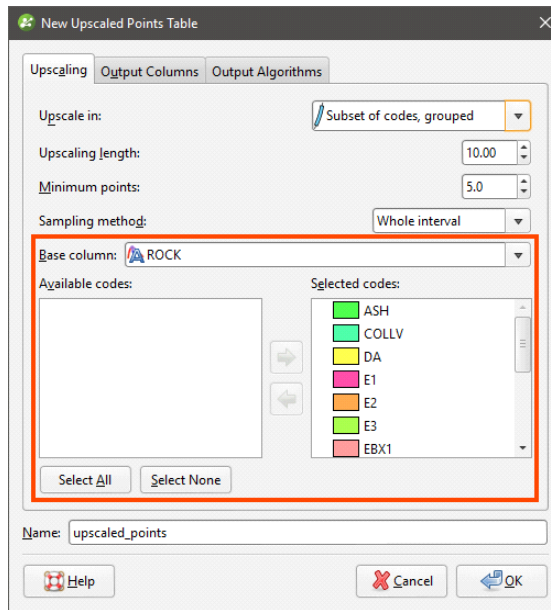 New Upscaled Points Table
Upscaling Output Columns Output Algorithms
Upscale in: Subset of codes, grouped
Upscaling length: 10.00
Minimum points: 5.0
Sampling method: Whole interval
Base column: ROCK
Available codes: Selected codes:
ASH
COLLV
DA
E1
E2
E3
EBX1
Select All Select None
Name: upscaled_points
Help Cancel OK